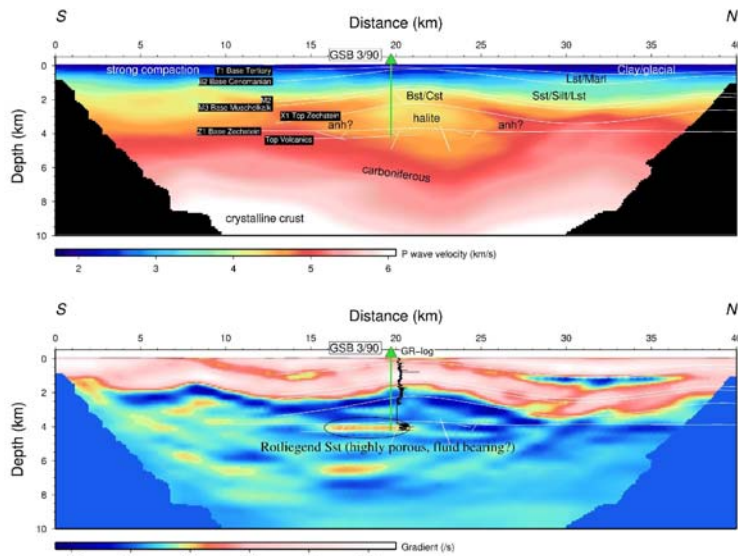 S
Distance (km)
N
0 5 10 15 20 25 30 35 40
GSB 3/90
0
2
4
6
8
10
Depth (km)
strong compaction
T1 Base Tertiary
Clay/glacial
B2 Base Cenomanian
Lst/Marl
Bst/Cst
Sst/Silt/Lst
M3 Base Muschelkalk
X1 Top Zechstein
halite
anh?
anh?
Z1 Base Zechstein
Top Volcanics
carboniferous
crystalline crust
2 3 4 5 6
P wave velocity (km/s)
S
Distance (km)
N
0 5 10 15 20 25 30 35 40
GSB 3/90
GR-log
0
2
4
6
8
10
Depth (km)
Rotliegend Sst (highly porous, fluid bearing?)
Gradient (/s)